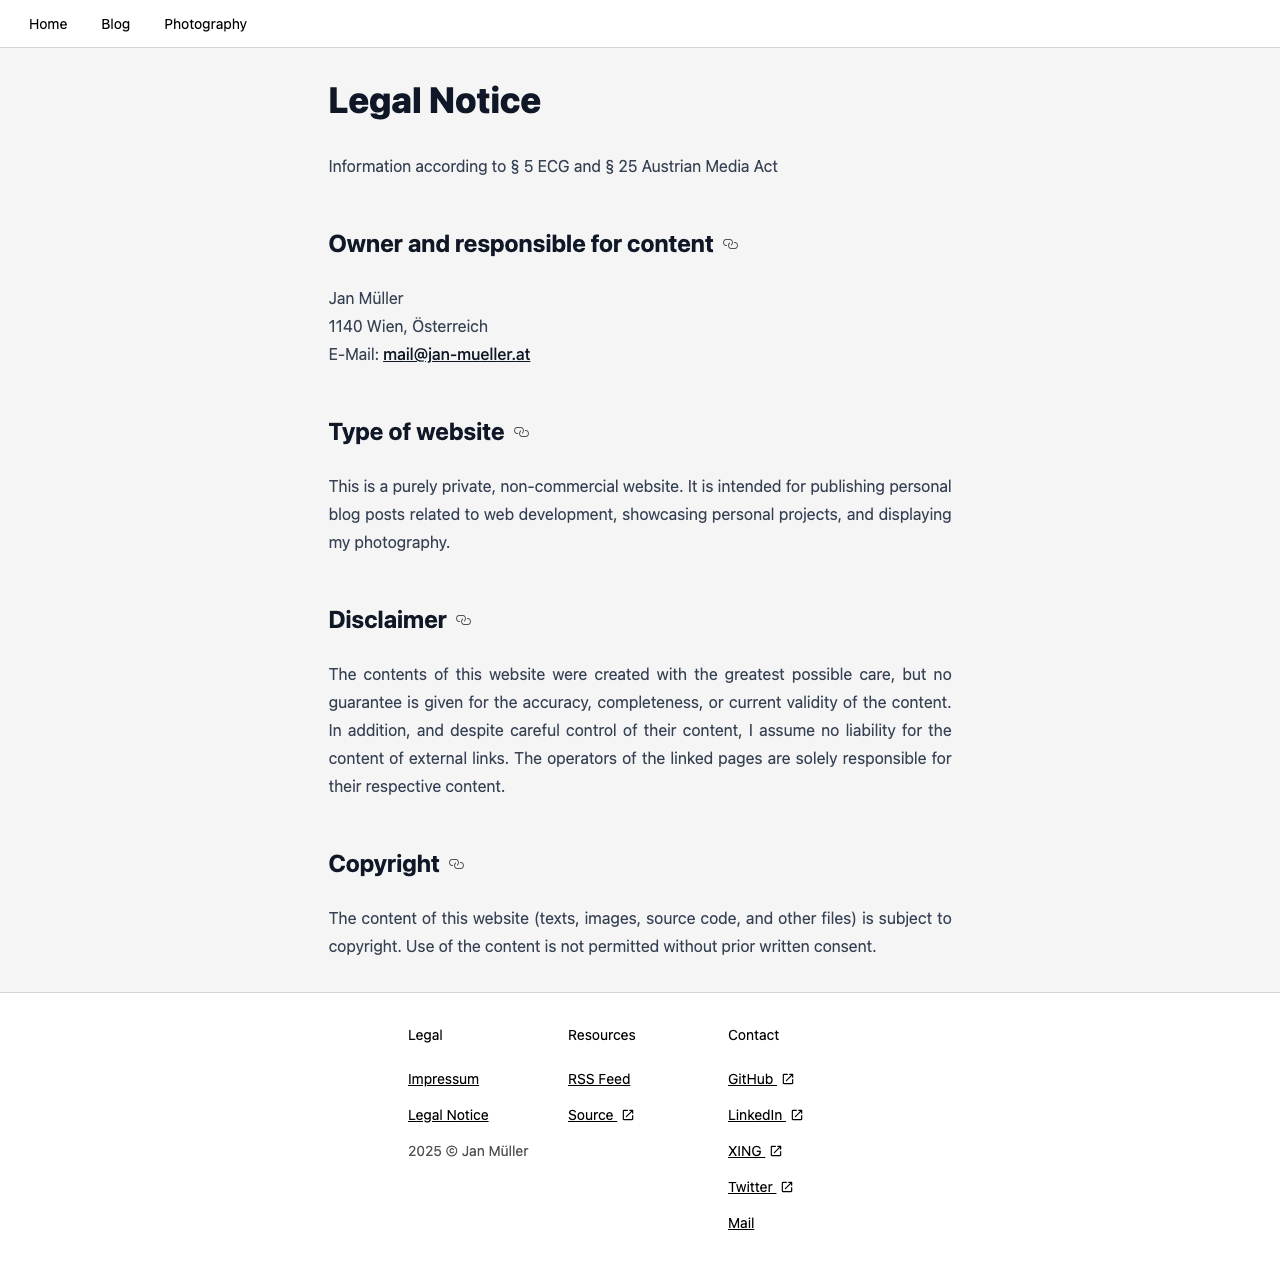 Home Blog Photography
Legal Notice
Information according to § 5 ECG and § 25 Austrian Media Act
Owner and responsible for content
Jan Müller
1140 Wien, Österreich
E-Mail: mail@jan-mueller.at
Type of website
This is a purely private, non-commercial website. It is intended for publishing personal
blog posts related to web development, showcasing personal projects, and displaying
my photography.
Disclaimer
The contents of this website were created with the greatest possible care, but no
guarantee is given for the accuracy, completeness, or current validity of the content.
In addition, and despite careful control of their content, I assume no liability for the
content of external links. The operators of the linked pages are solely responsible for
their respective content.
Copyright
The content of this website (texts, images, source code, and other files) is subject to
copyright. Use of the content is not permitted without prior written consent.
Legal
Impressum
Legal Notice
2025 © Jan Müller
Resources
RSS Feed
Source
Contact
GitHub
LinkedIn
XING
Twitter
Mail